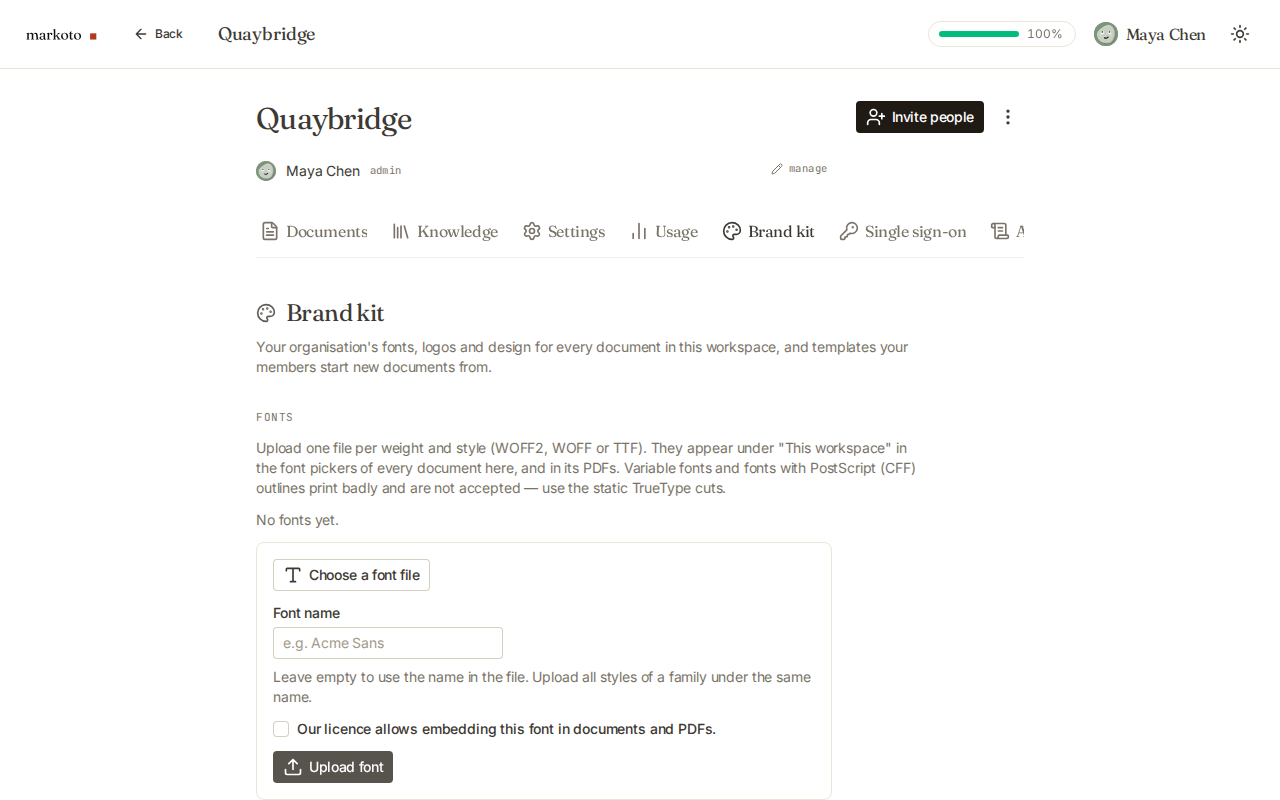 markoto
Back
Quaybridge
100%
Maya Chen
Quaybridge
Invite people
Maya Chen admin
manage
Documents Knowledge Settings Usage Brand kit Single sign-on A
Brand kit
Your organisation's fonts, logos and design for every document in this workspace, and templates your
members start new documents from.
FONTS
Upload one file per weight and style (WOFF2, WOFF or TTF). They appear under "This workspace" in
the font pickers of every document here, and in its PDFs. Variable fonts and fonts with PostScript (CFF)
outlines print badly and are not accepted — use the static TrueType cuts.
No fonts yet.
Choose a font file
Font name
e.g. Acme Sans
Leave empty to use the name in the file. Upload all styles of a family under the same
name.
Our licence allows embedding this font in documents and PDFs.
Upload font